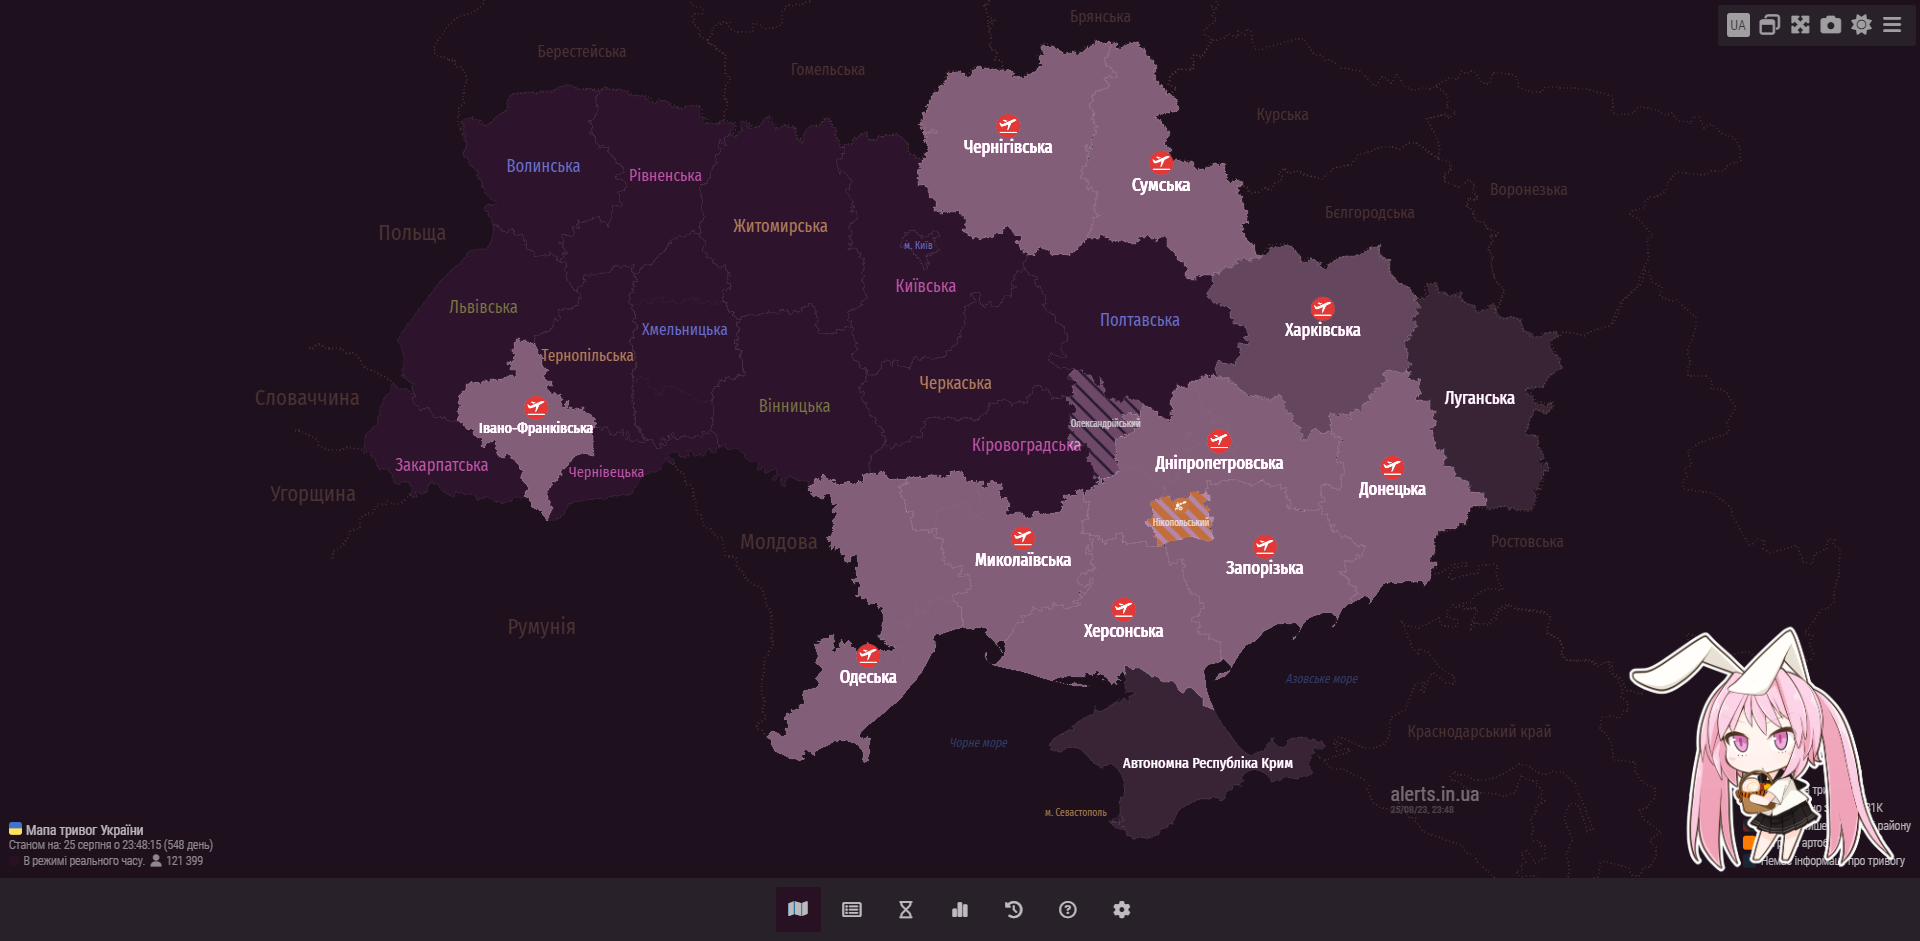 Брянська
UA
Берестейська
Гомельська
Курська
Чернігівська
Волинська
Рівненська
Сумська
Воронезька
Бєлгородська
Житомирська
Польща
м. Київ
Київська
Львівська
Полтавська
Хмельницька
Харківська
Тернопільська
Черкаська
Словаччина
Луганська
Вінницька
Івано-Франківська
Олександрійський
Кіровоградська
Закарпатська
Чернівецька
Дніпропетровська
Донецька
Угорщина
Нікопольський
Молдова
Ростовська
Миколаївська
Запорізька
Румунія
Херсонська
Одеська
Азовське море
Краснодарський край
Чорне море
Автономна Республіка Крим
alerts.in.ua
25/08/23, 23:48
м. Севастополь
Мапа тривог України
Станом на: 25 серпня о 23:48:15 (548 день)
В режимі реального часу. 121 399
району
про тривогу